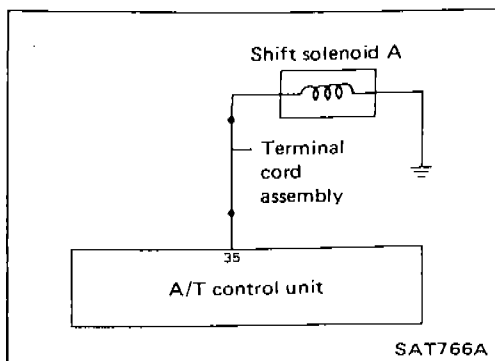 Shift solenoid A
Terminal
cord
assembly
35
A/T control unit
SAT766A